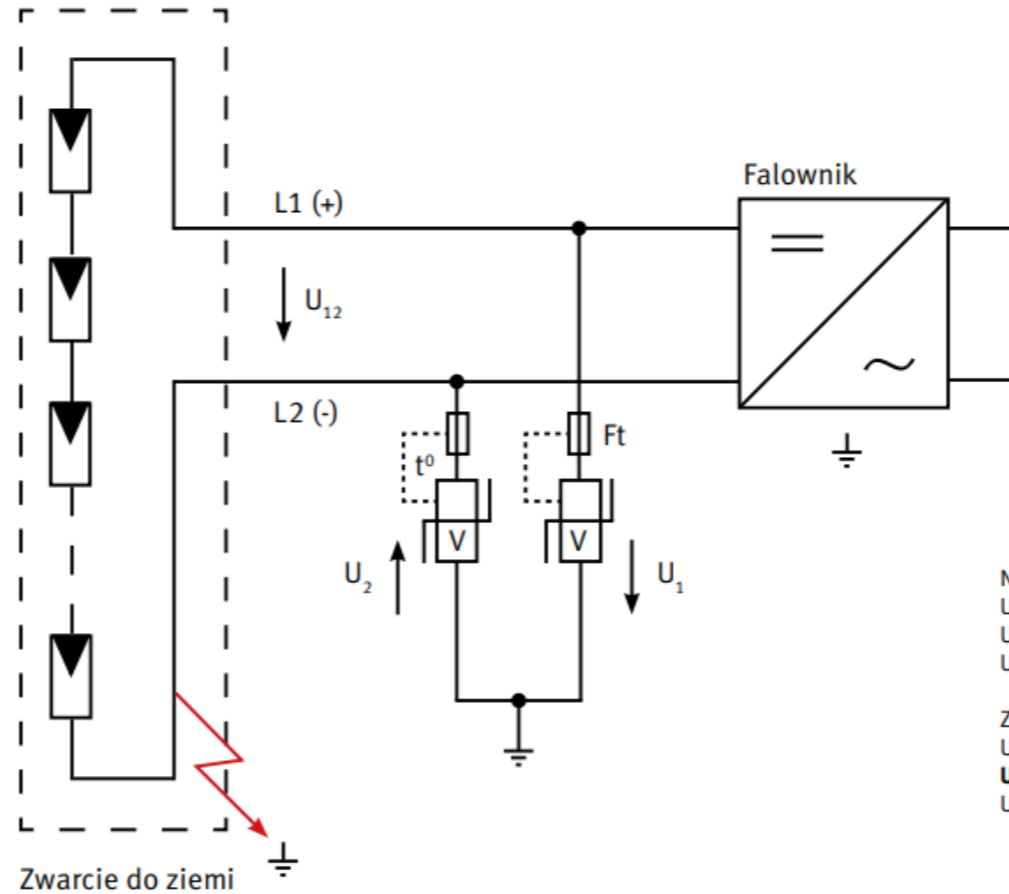 Falownik
L1 (+)
U₁₂
L2 (-)
Ft
t⁰
V
V
U₂
U₁
N
U
U
U
Z
U
U
U
Zwarcie do ziemi